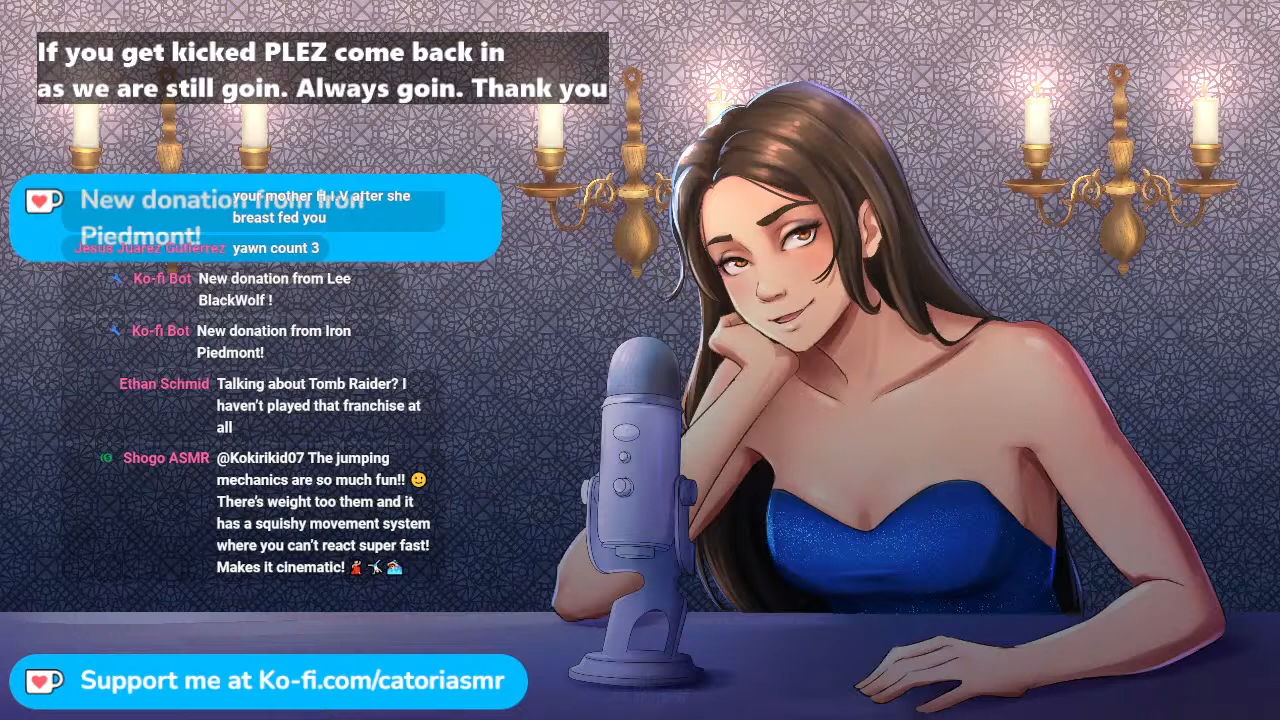 If you get kicked PLEZ come back in
as we are still goin. Always goin. Thank you
New donation from Iron
Piedmont!
your mother H.I.V after she
breast fed you
Jesus Juarez Gutierrez yawn count 3
Ko-fi Bot New donation from Lee
BlackWolf !
Ko-fi Bot New donation from Iron
Piedmont!
Ethan Schmid Talking about Tomb Raider? I
haven't played that franchise at
all
Shogo ASMR @Kokirikid07 The jumping
mechanics are so much fun!! 🙂
There's weight too them and it
has a squishy movement system
where you can't react super fast!
Makes it cinematic! 💃🤺🏊
Support me at Ko-fi.com/catoriasmr